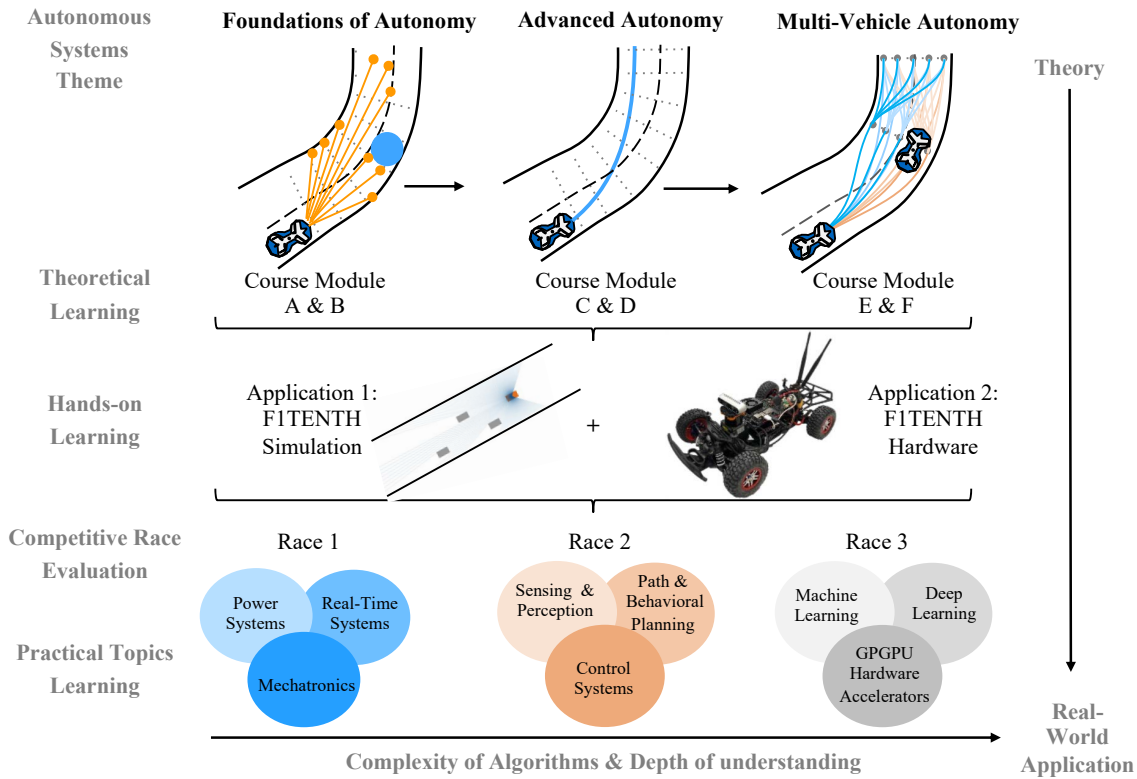 Autonomous
Systems
Theme
Foundations of Autonomy
Advanced Autonomy
Multi-Vehicle Autonomy
Theory
Theoretical
Learning
Course Module
A & B
Course Module
C & D
Course Module
E & F
Hands-on
Learning
Application 1:
F1TENTH
Simulation
+
Application 2:
F1TENTH
Hardware
Competitive Race
Evaluation
Race 1
Race 2
Race 3
Practical Topics
Learning
Power
Systems
Real-Time
Systems
Mechatronics
Sensing &
Perception
Path &
Behavioral
Planning
Control
Systems
Machine
Learning
Deep
Learning
GPGPU
Hardware
Accelerators
Complexity of Algorithms & Depth of understanding
Real-
World
Application